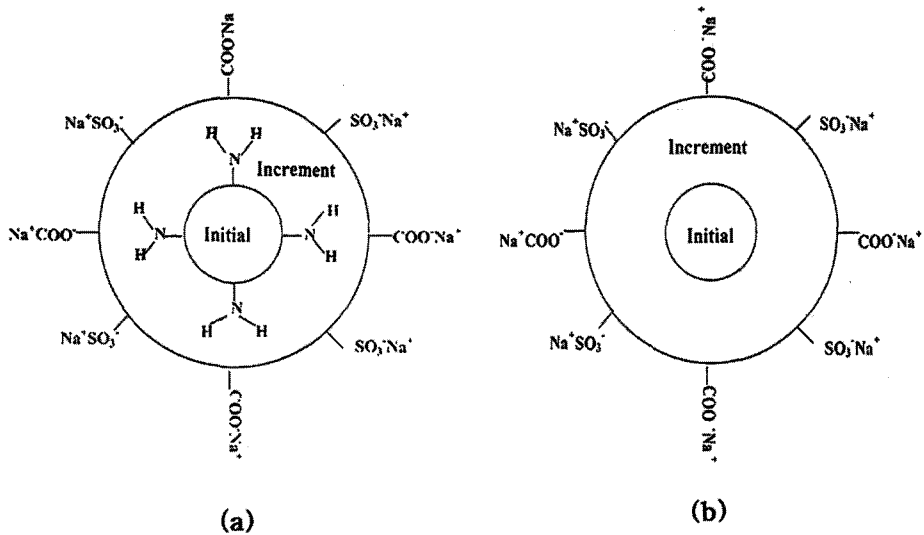 COO⁻Na
Na⁺SO₃⁻
SO₃⁻Na⁺
H H
N
Increment
H
N
H
Initial
H
N
H
Na⁺COO⁻
COO⁻Na⁺
N
H H
Na⁺SO₃⁻
SO₃⁻Na⁺
COO⁻Na⁺
(a)
COO⁻Na⁺
Na⁺SO₃⁻
SO₃⁻Na⁺
Increment
Initial
Na⁺COO⁻
COO⁻Na⁺
Na⁺SO₃⁻
SO₃⁻Na⁺
COO⁻Na⁺
(b)